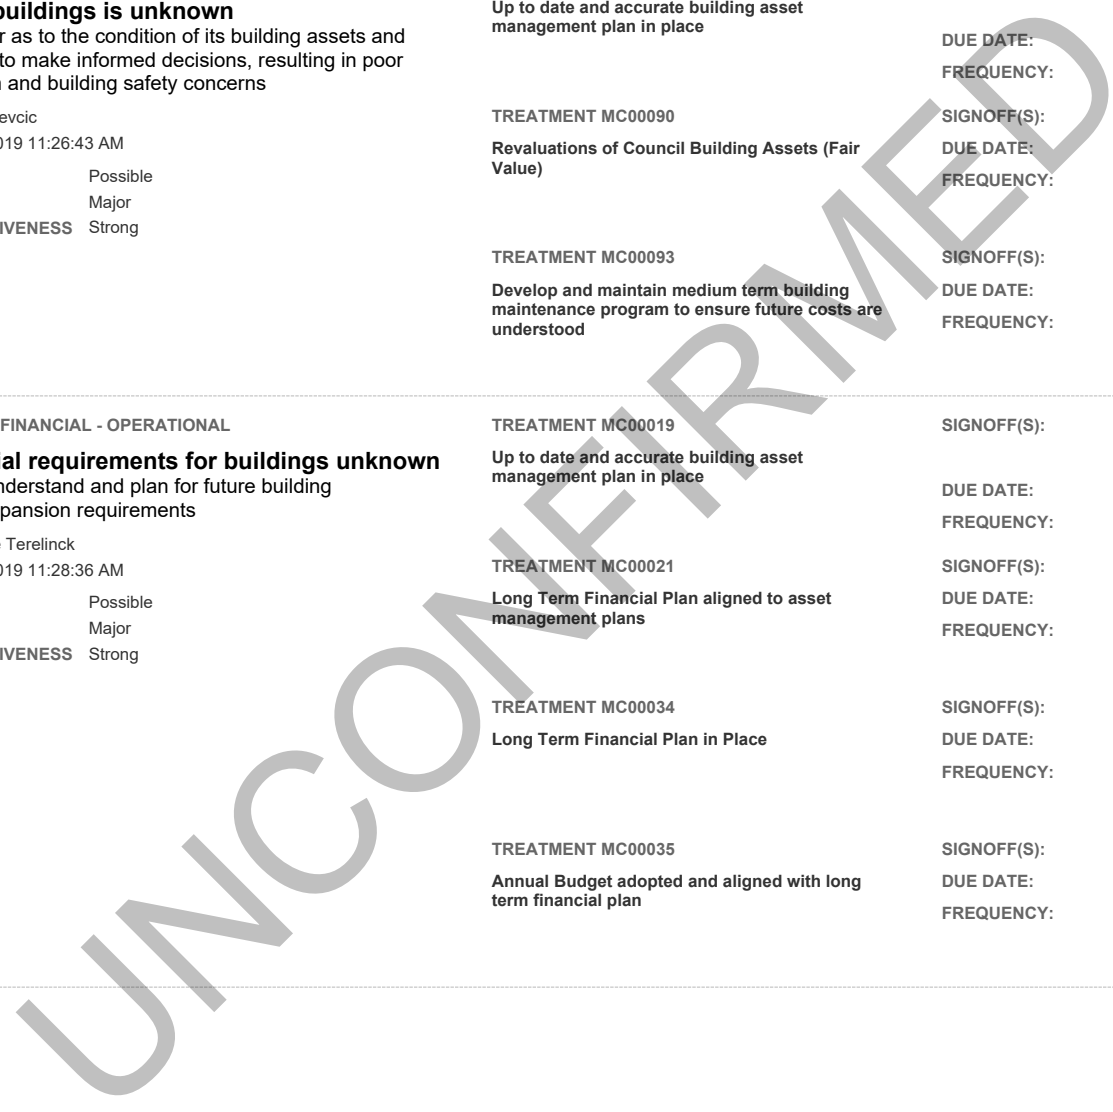 buildings is unknown
r as to the condition of its building assets and
to make informed decisions, resulting in poor
and building safety concerns
evcic
019 11:26:43 AM
Possible
Major
IVENESS Strong
Up to date and accurate building asset
management plan in place
DUE DATE:
FREQUENCY:
TREATMENT MC00090
SIGNOFF(S):
Revaluations of Council Building Assets (Fair
Value)
DUE DATE:
FREQUENCY:
TREATMENT MC00093
SIGNOFF(S):
Develop and maintain medium term building
maintenance program to ensure future costs are
understood
DUE DATE:
FREQUENCY:
FINANCIAL - OPERATIONAL
ial requirements for buildings unknown
nderstand and plan for future building
pansion requirements
Terelinck
019 11:28:36 AM
Possible
Major
IVENESS Strong
TREATMENT MC00019
SIGNOFF(S):
Up to date and accurate building asset
management plan in place
DUE DATE:
FREQUENCY:
TREATMENT MC00021
SIGNOFF(S):
Long Term Financial Plan aligned to asset
management plans
DUE DATE:
FREQUENCY:
TREATMENT MC00034
SIGNOFF(S):
Long Term Financial Plan in Place
DUE DATE:
FREQUENCY:
TREATMENT MC00035
SIGNOFF(S):
Annual Budget adopted and aligned with long
term financial plan
DUE DATE:
FREQUENCY:
UNCONFIRMED